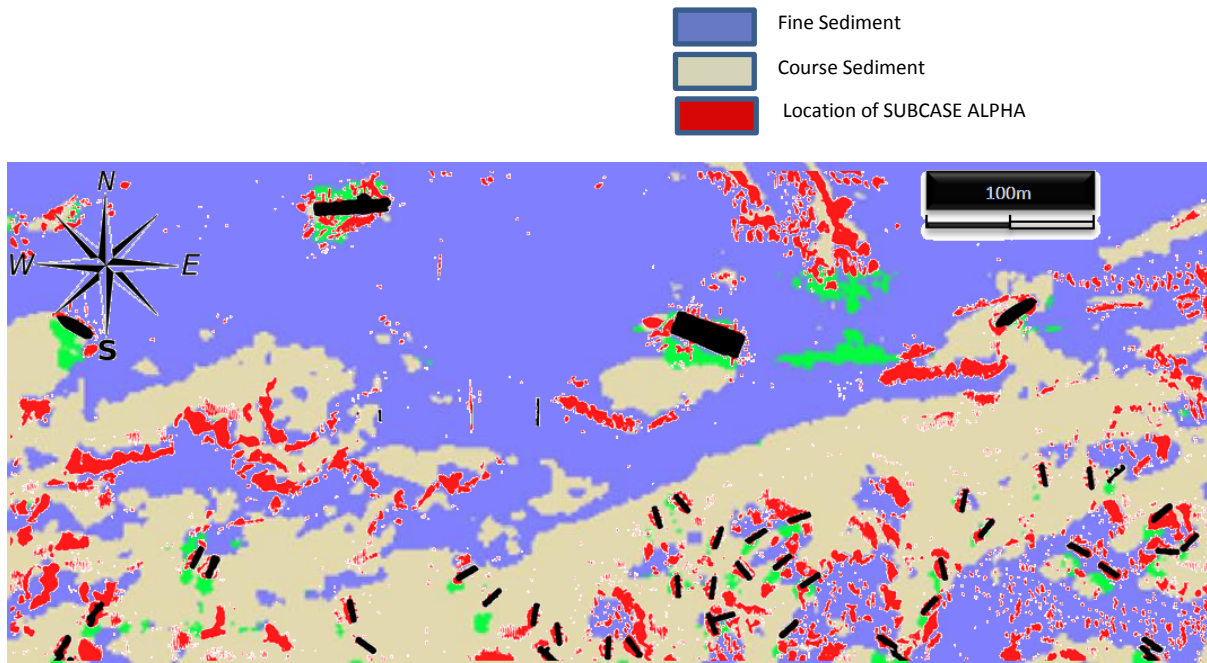 Fine Sediment
Course Sediment
Location of SUBCASE ALPHA
N
W
E
S
100m